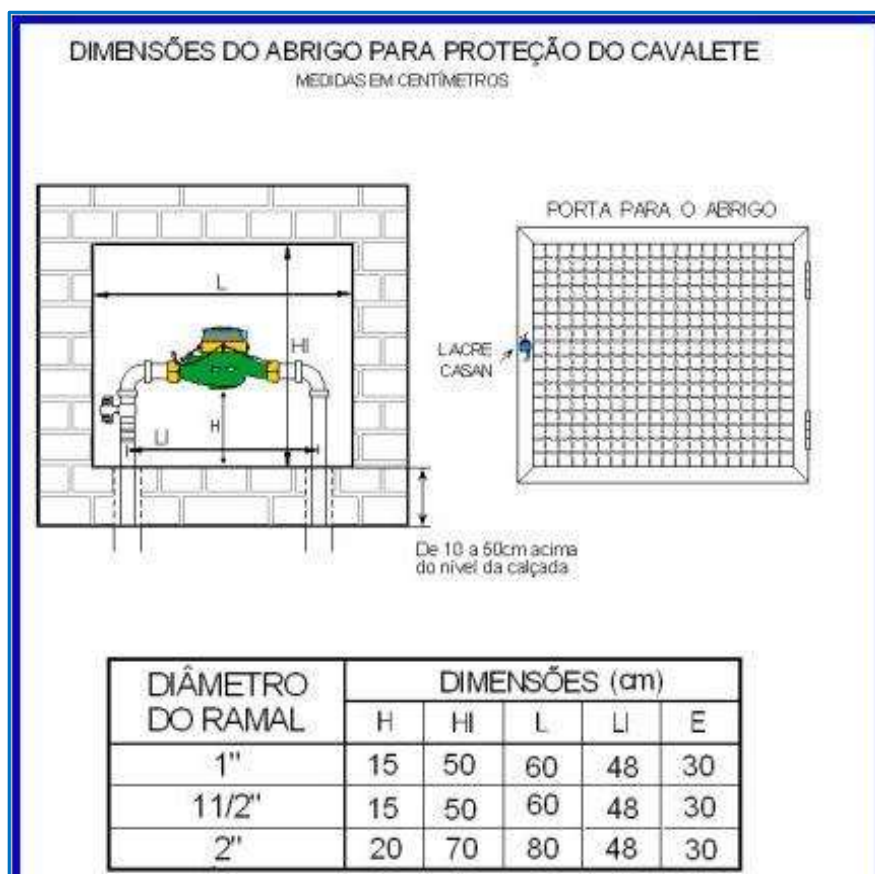 DIMENSÕES DO ABRIGO PARA PROTEÇÃO DO CAVALETE
MEDIDAS EM CENTÍMETROS
PORTA PARA O ABRIGO
L
HI
H
LI
LACRE
CASAN
De 10 a 50cm acima
do nível da calçada
DIÂMETRO
DO RAMAL
DIMENSÕES (cm)
H HI L LI E
1" 15 50 60 48 30
11/2" 15 50 60 48 30
2" 20 70 80 48 30